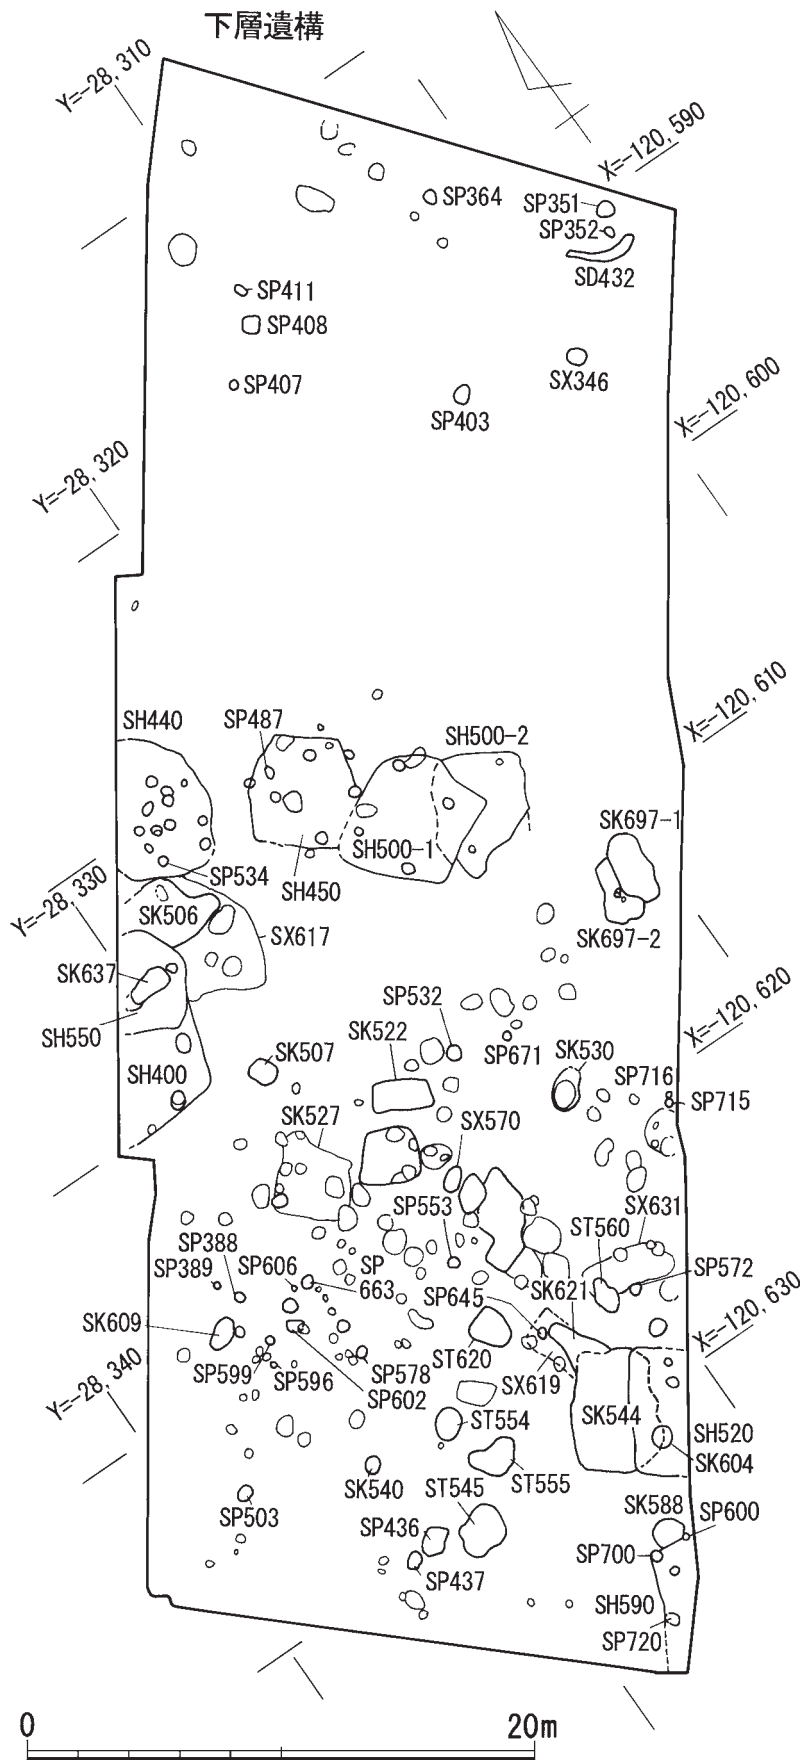 下層遺構
Y=-28,310
X=-120,590
SP364
SP351
SP352
SD432
SP411
SP408
SX346
SP407
SP403
X=-120,600
Y=-28,320
X=-120,610
SH440
SP487
SH500-2
SK697-1
SH500-1
SP534
SH450
Y=-28,330
SK506
SX617
SK697-2
SK637
SP532
X=-120,620
SH550
SK522
SP671
SK530
SK507
SP716
SH400
SP715
SK527
SX570
SX631
SP553
ST560
SP388
SP606
SP
663
SP572
SP389
SK621
SP645
X=-120,630
SK609
ST620
SP599
SP578
SP596
SX619
SP602
Y=-28,340
SK544
ST554
SH520
SK604
SK540
ST555
ST545
SP503
SK588
SP600
SP436
SP700
SP437
SH590
SP720
0 20m